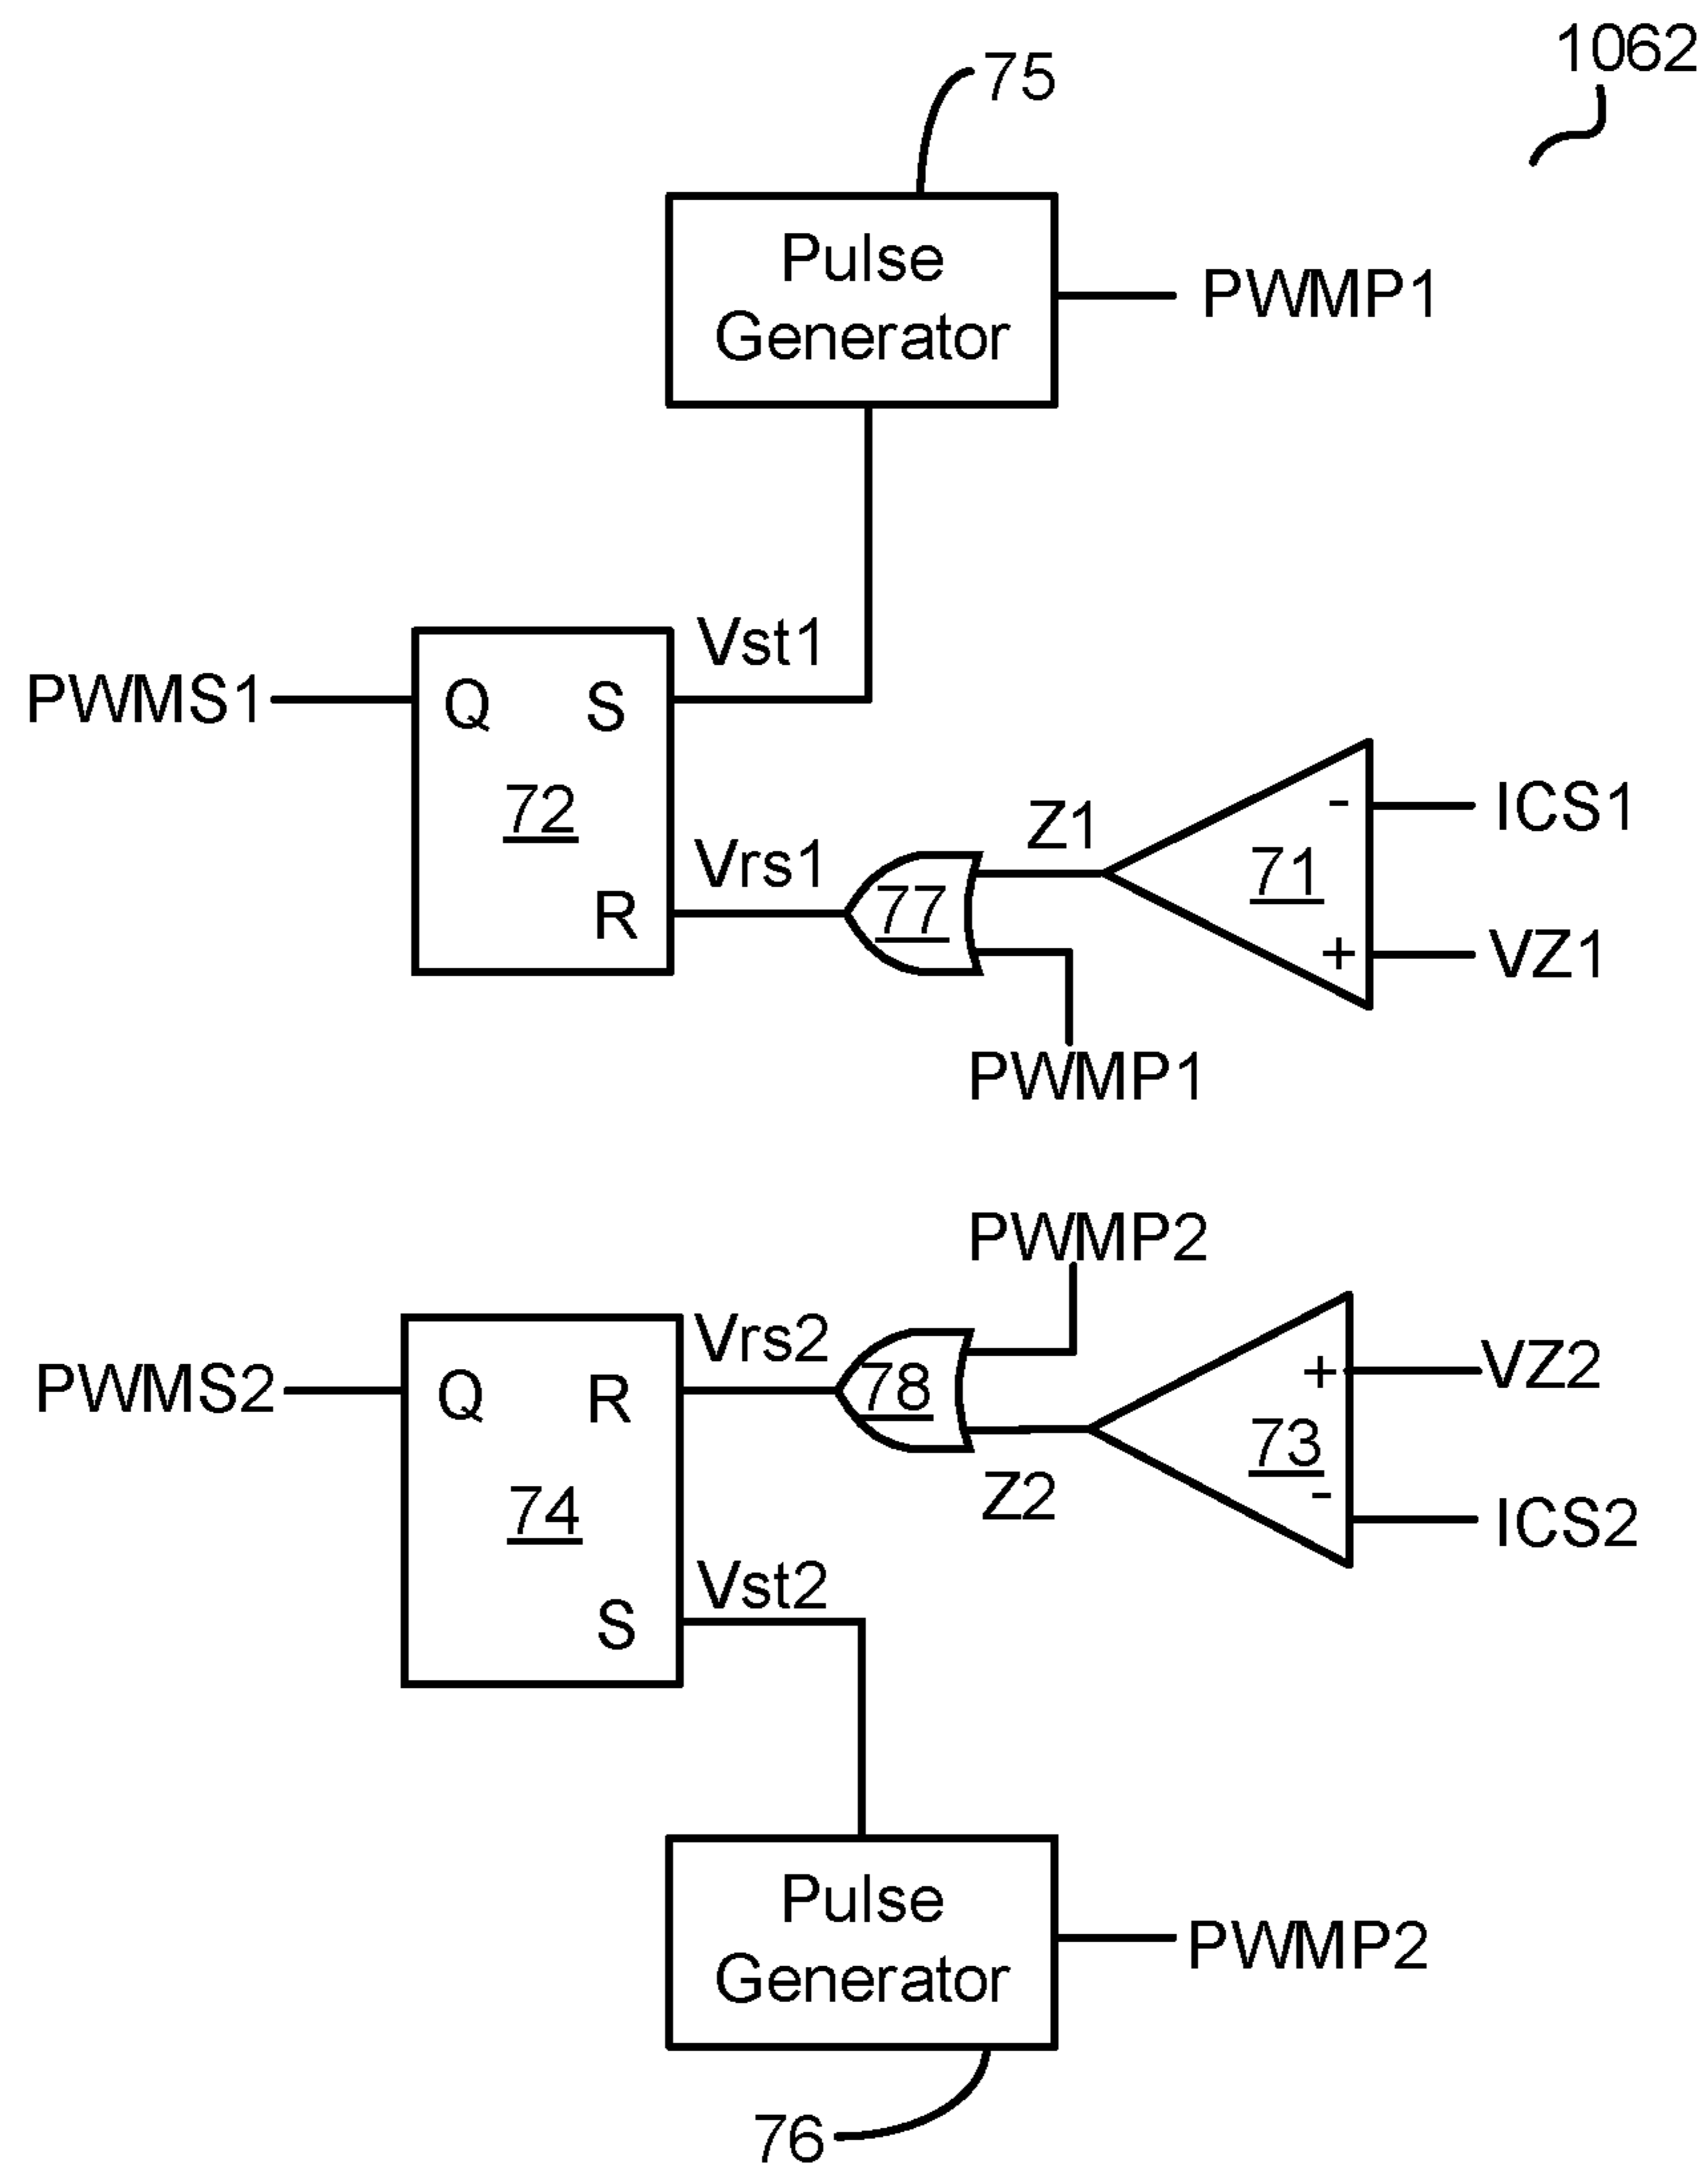 1062
75
Pulse
Generator
PWMP1
Vst1
PWMS1
Q
S
72
Z1
-
ICS1
Vrs1
77
71
R
+
VZ1
PWMP1
PWMP2
Vrs2
+
VZ2
PWMS2
Q
R
78
73
74
Z2
-
ICS2
Vst2
S
Pulse
Generator
PWMP2
76